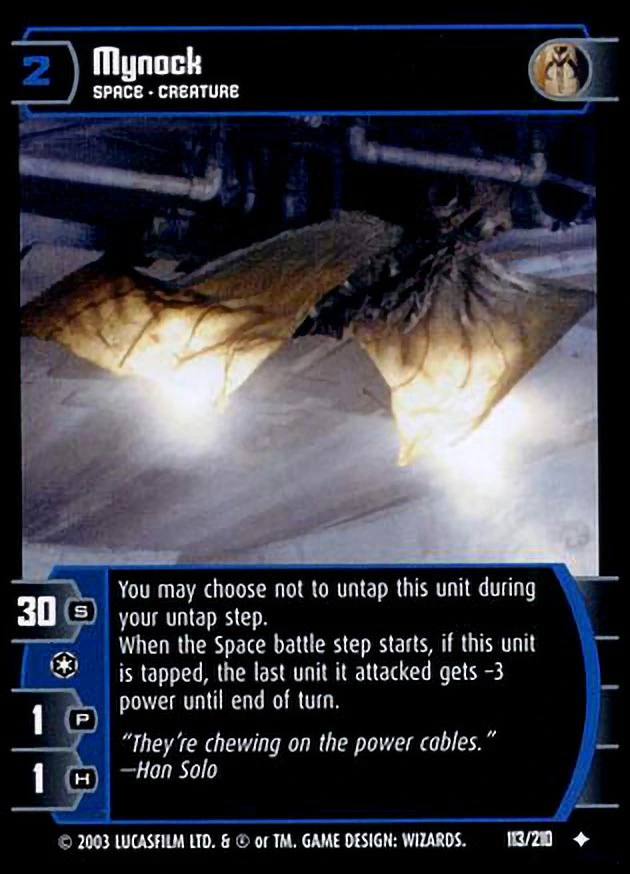 2
Mynock
SPACE · CREATURE
30 S
1 P
1 H
You may choose not to untap this unit during
your untap step.
When the Space battle step starts, if this unit
is tapped, the last unit it attacked gets -3
power until end of turn.
"They're chewing on the power cables."
—Han Solo
© 2003 LUCASFILM LTD. & ® or TM. GAME DESIGN: WIZARDS.
113/210